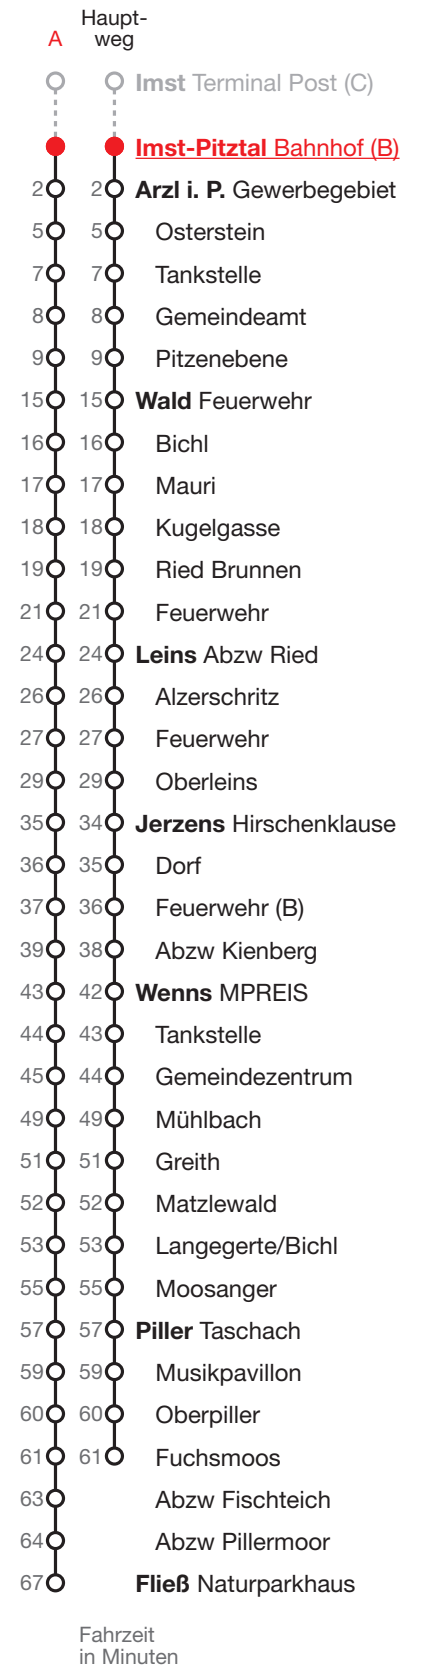 Haupt-
A weg
Imst Terminal Post (C)
Imst-Pitztal Bahnhof (B)
2 2 Arzl i. P. Gewerbegebiet
5 5 Osterstein
7 7 Tankstelle
8 8 Gemeindeamt
9 9 Pitzenebene
15 15 Wald Feuerwehr
16 16 Bichl
17 17 Mauri
18 18 Kugelgasse
19 19 Ried Brunnen
21 21 Feuerwehr
24 24 Leins Abzw Ried
26 26 Alzerschritz
27 27 Feuerwehr
29 29 Oberleins
35 34 Jerzens Hirschenklause
36 35 Dorf
37 36 Feuerwehr (B)
39 38 Abzw Kienberg
43 42 Wenns MPREIS
44 43 Tankstelle
45 44 Gemeindezentrum
49 49 Mühlbach
51 51 Greith
52 52 Matzlewald
53 53 Langegerte/Bichl
55 55 Moosanger
57 57 Piller Taschach
59 59 Musikpavillon
60 60 Oberpiller
61 61 Fuchsmoos
63 Abzw Fischteich
64 Abzw Pillermoor
67 Fließ Naturparkhaus
Fahrzeit
in Minuten